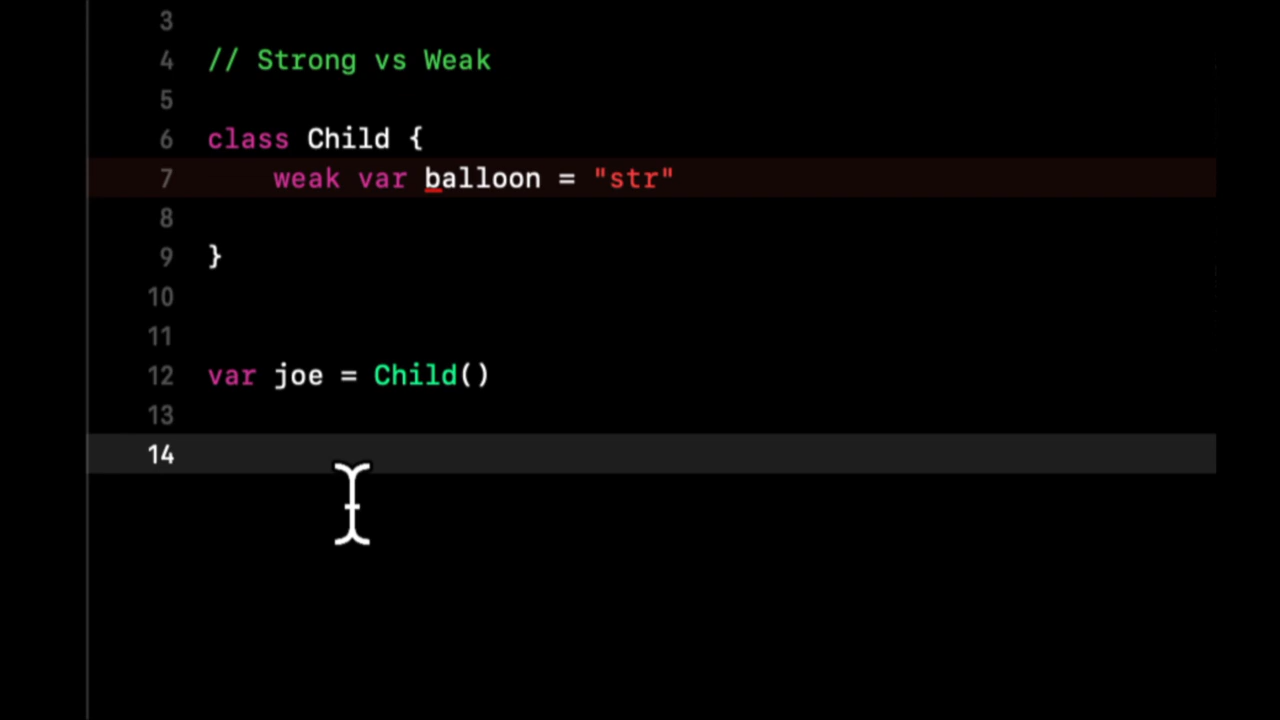 3
4 // Strong vs Weak
5
6 class Child {
7 weak var balloon = "str"
8
9 }
10
11
12 var joe = Child()
13
14